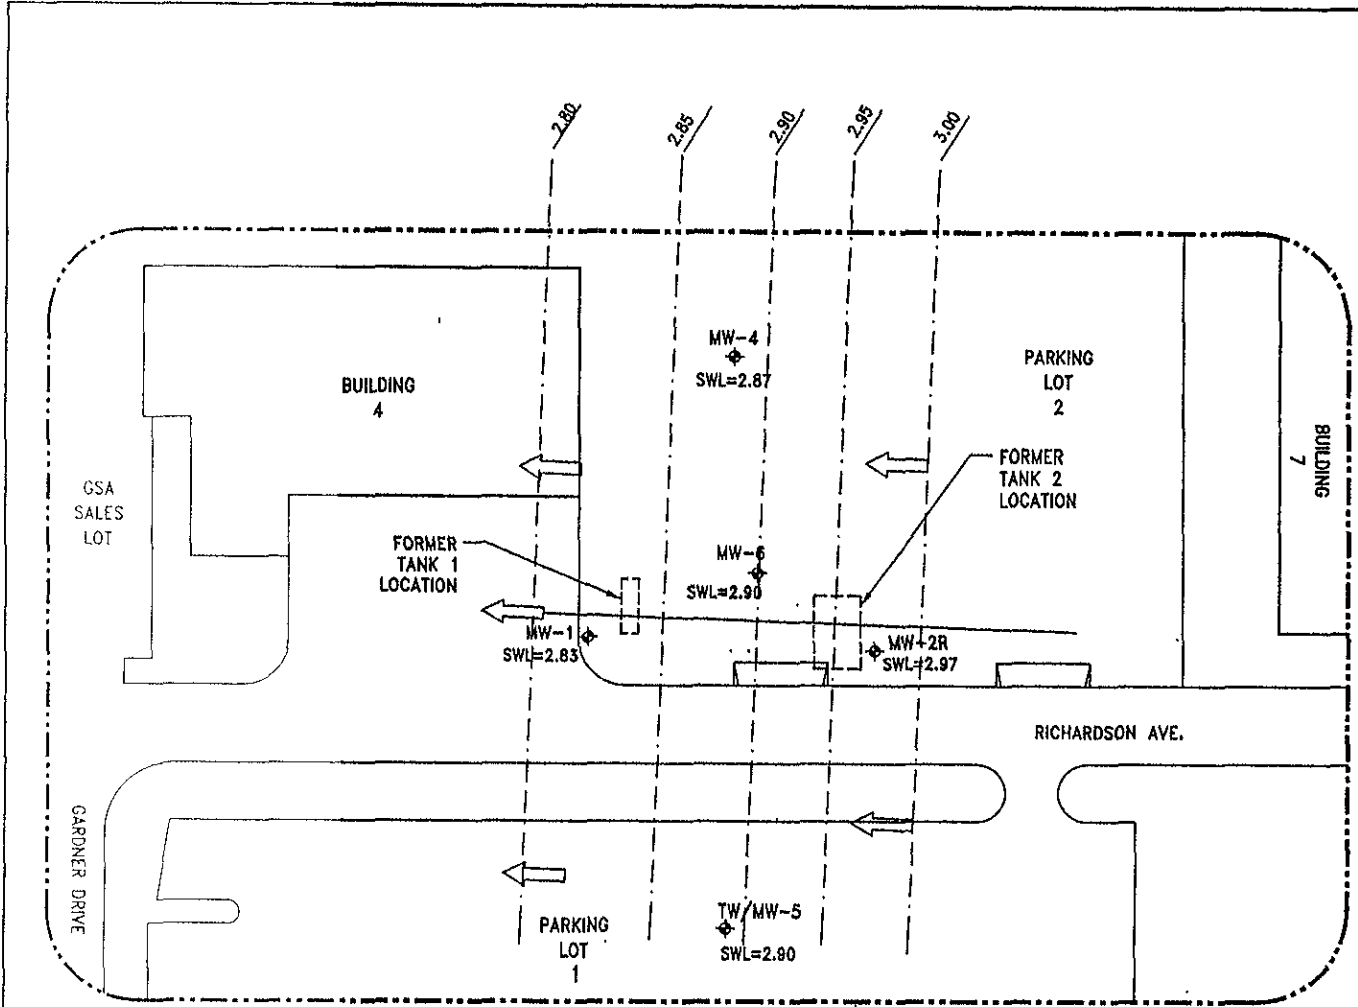 2.80
2.85
2.90
2.95
3.00
MW-4
SWL=2.87
PARKING
LOT
2
BUILDING
4
BUILDING
7
GSA
SALES
LOT
FORMER
TANK 2
LOCATION
FORMER
TANK 1
LOCATION
MW-6
SWL=2.90
MW-1
SWL=2.83
MW-2R
SWL=2.97
RICHARDSON AVE.
GARDNER DRIVE
TW/MW-5
SWL=2.90
PARKING
LOT
1